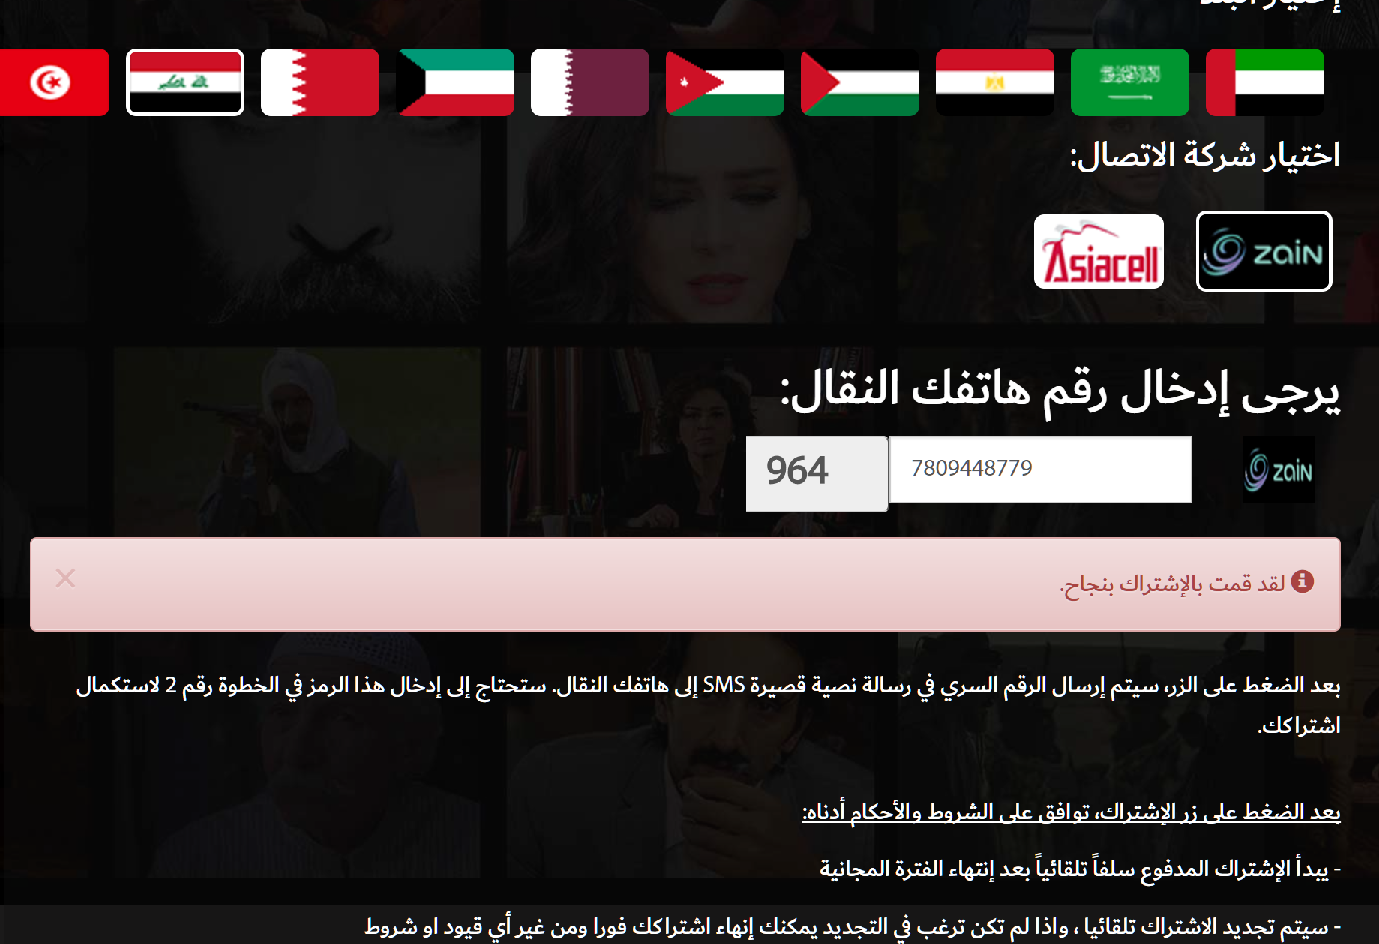 إختيار البلد
اختيار شركة الاتصال:
zain
Asiacell
يرجى إدخال رقم هاتفك النقال:
zain
7809448779
964
لقد قمت بالإشتراك بنجاح.
بعد الضغط على الزر، سيتم إرسال الرقم السري في رسالة نصية قصيرة SMS إلى هاتفك النقال. ستحتاج إلى إدخال هذا الرمز في الخطوة رقم 2 لاستكمال
اشتراكك.
بعد الضغط على زر الإشتراك، توافق على الشروط والأحكام أدناه:
- يبدأ الإشتراك المدفوع سلفاً تلقائياً بعد إنتهاء الفترة المجانية
- سيتم تجديد الاشتراك تلقائيا ، واذا لم تكن ترغب في التجديد يمكنك إنهاء اشتراكك فورا ومن غير أي قيود او شروط